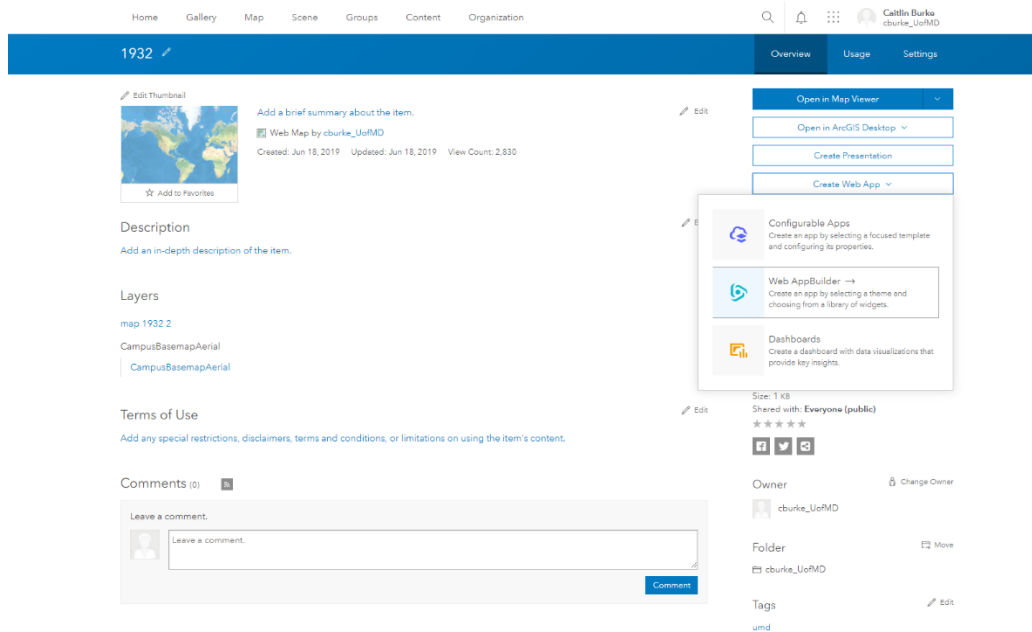 Home Gallery Map Scene Groups Content Organization
Caitlin Burke
cburke_UofMD
1932
Overview Usage Settings
Edit Thumbnail
Add a brief summary about the item.
Edit
Web Map by cburke_UofMD
Created: Jun 18, 2019 Updated: Jun 18, 2019 View Count: 2,830
Add to Favorites
Open in Map Viewer
Open in ArcGIS Desktop
Create Presentation
Create Web App
Configurable Apps
Create an app by selecting a focused template
and configuring its properties.
Web AppBuilder →
Create an app by selecting a theme and
choosing from a library of widgets.
Dashboards
Create a dashboard with data visualizations that
provide key insights.
Description
E
Add an in-depth description of the item.
Layers
map 1932 2
CampusBasemapAerial
CampusBasemapAerial
Terms of Use
Edit
Add any special restrictions, disclaimers, terms and conditions, or limitations on using the item's content.
Comments (0)
Leave a comment.
Leave a comment.
Comment
Size: 1 KB
Shared with: Everyone (public)
Owner
Change Owner
cburke_UofMD
Folder
Move
cburke_UofMD
Tags
Edit
umd